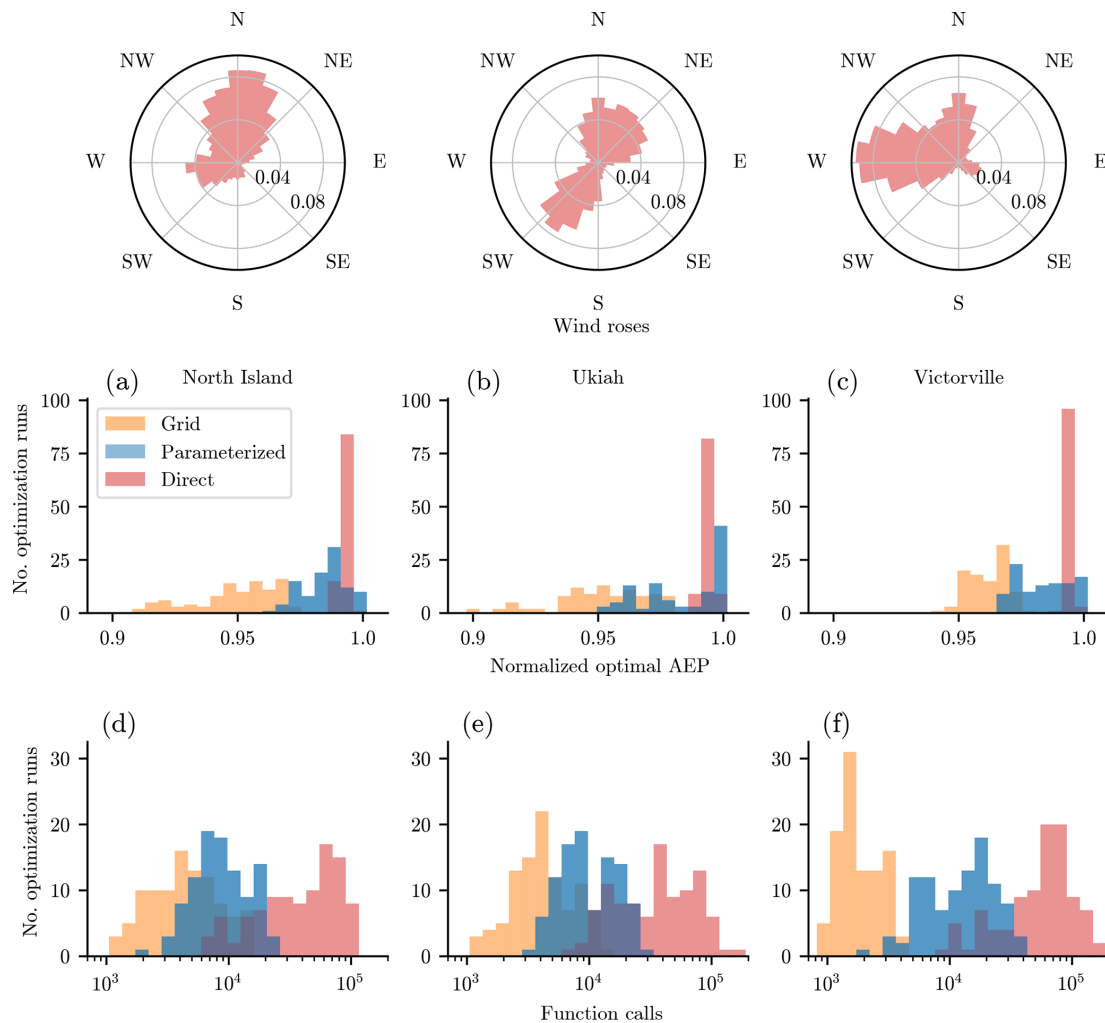 N N N
NW NE NW NE NW NE
W E W E W E
0.04 0.04 0.04
0.08 0.08 0.08
SW SE SW SE SW SE
S S S
Wind roses
(a) North Island (b) Ukiah (c) Victorville
100 100 100
Grid
Parameterized
Direct
75 75 75
50 50 50
25 25 25
0 0 0
No. optimization runs
0.9 0.95 1.0 0.9 0.95 1.0 0.9 0.95 1.0
Normalized optimal AEP
(d) (e) (f)
30 30 30
20 20 20
10 10 10
0 0 0
No. optimization runs
10³ 10⁴ 10⁵ 10³ 10⁴ 10⁵ 10³ 10⁴ 10⁵
Function calls